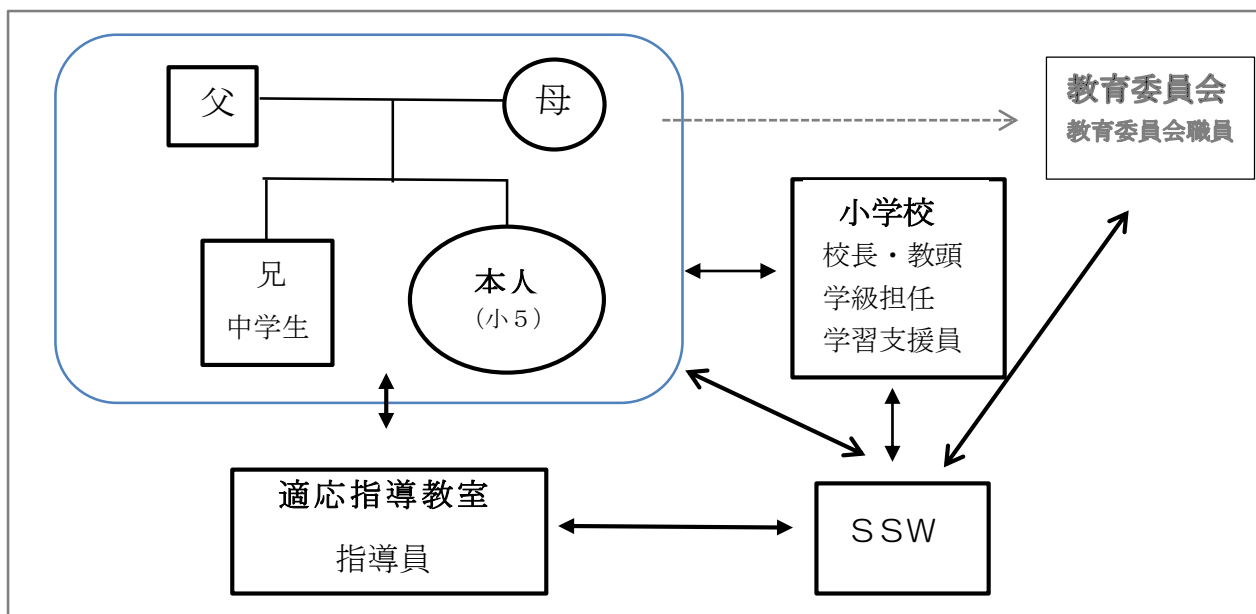 父
母
教育委員会
教育委員会職員
小学校
校長・教頭
学級担任
学習支援員
兄
中学生
本人
（小５）
適応指導教室
指導員
ＳＳＷ